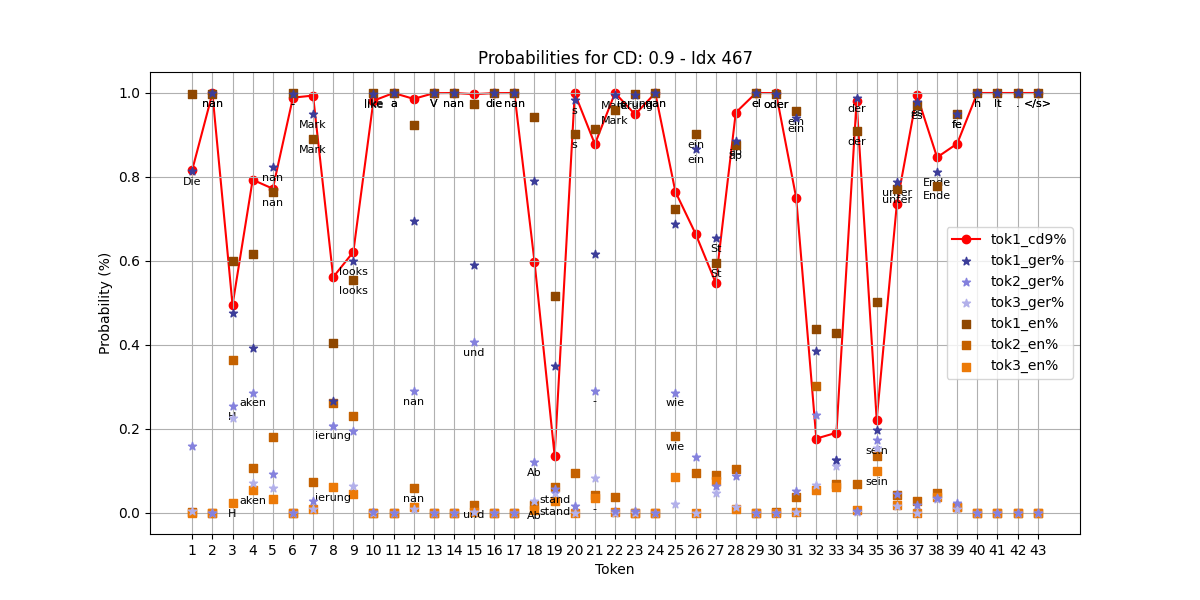 Probabilities for CD: 0.9 - Idx 467
Probability (%)
1.0
0.8
0.6
0.4
0.2
0.0
Die
nan
H
H
aken
aken
nan
nan
Mark
Mark
ierung
ierung
looks
looks
like
a
nan
nan
V
nan
und
und
die
nan
Ab
Ab
stand
stand
s
s
-
-
Mark
ierung
an
wie
wie
ein
ein
St
St
ap
el
oder
ein
ein
der
der
sein
sein
unter
unter
es
Ende
Ende
fe
h
lt
.
</s>
tok1_cd9%
tok1_ger%
tok2_ger%
tok3_ger%
tok1_en%
tok2_en%
tok3_en%
1 2 3 4 5 6 7 8 9 10 11 12 13 14 15 16 17 18 19 20 21 22 23 24 25 26 27 28 29 30 31 32 33 34 35 36 37 38 39 40 41 42 43
Token